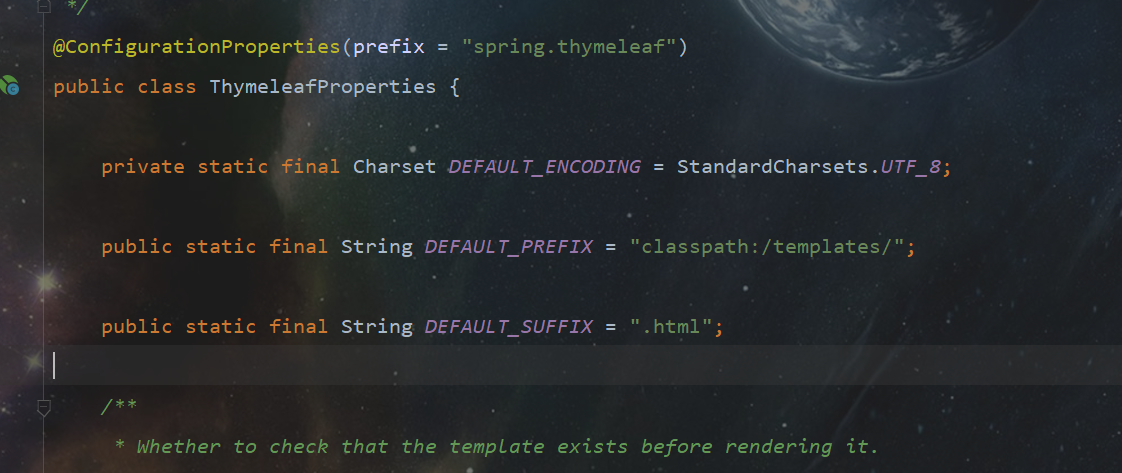 */
@ConfigurationProperties(prefix = "spring.thymeleaf")
public class ThymeleafProperties {
private static final Charset DEFAULT_ENCODING = StandardCharsets.UTF_8;
public static final String DEFAULT_PREFIX = "classpath:/templates/";
public static final String DEFAULT_SUFFIX = ".html";
/**
* Whether to check that the template exists before rendering it.